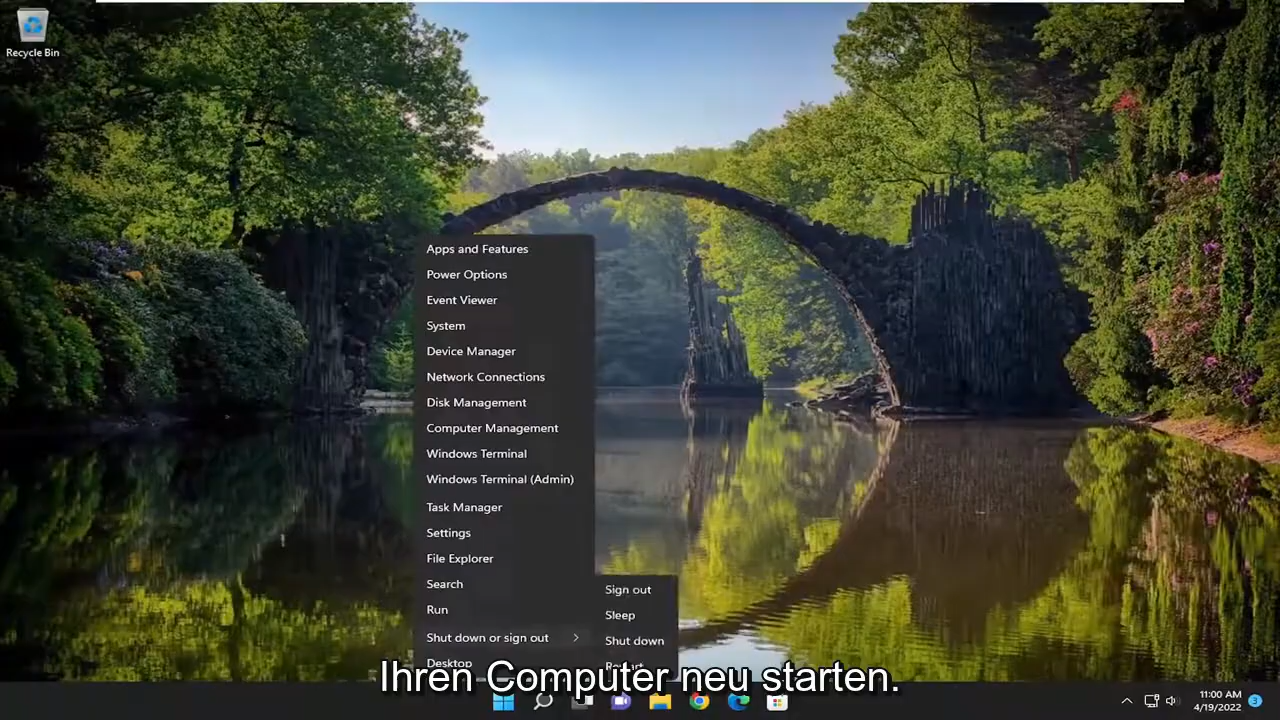 Recycle Bin
Apps and Features
Power Options
Event Viewer
System
Device Manager
Network Connections
Disk Management
Computer Management
Windows Terminal
Windows Terminal (Admin)
Task Manager
Settings
File Explorer
Search
Run
Shut down or sign out
Desktop
Sign out
Sleep
Shut down
Restart
Ihren Computer neu starten.
11:00 AM
4/19/2022
3